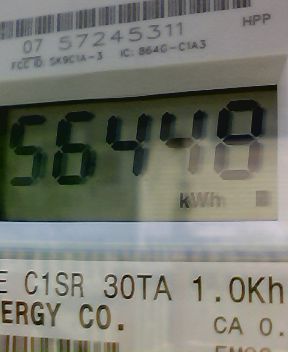 HPP
07 57245311
FCC ID: SK9C1A-3 IC: 864G-C1A3
56448
kWh
E C1SR 30TA 1.0Kh
ERGY CO.
CA 0.